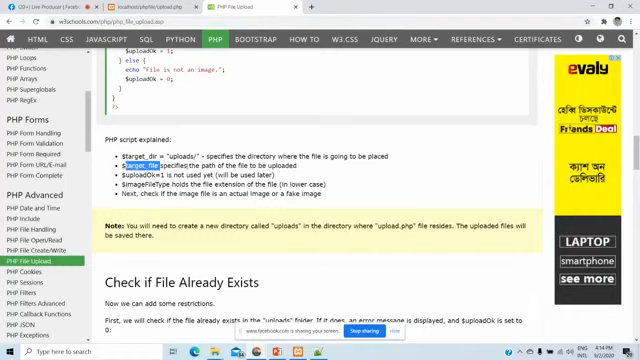 (22+) Live Producer | Faceb
localhost/php/file/upload.php
PHP File Upload
w3schools.com/php/php_file_upload.asp
HTML CSS JAVASCRIPT SQL PYTHON PHP BOOTSTRAP HOW TO W3.CSS JQUERY MORE REFERENCES CERTIFICATES
PHP Switch
PHP Loops
PHP Functions
PHP Arrays
PHP Superglobals
PHP RegEx
PHP Forms
PHP Form Handling
PHP Form Validation
PHP Form Required
PHP Form URL/E-mail
PHP Form Complete
PHP Advanced
PHP Date and Time
PHP Include
PHP File Handling
PHP File Open/Read
PHP File Create/Write
PHP File Upload
PHP Cookies
PHP Sessions
PHP Filters
PHP Filters Advanced
PHP Callback Functions
PHP JSON
PHP Exceptions
$uploadOk = 1;
} else {
echo "File is not an image.";
$uploadOk = 0;
}
}
?>
PHP script explained:
$target_dir = "uploads/" - specifies the directory where the file is going to be placed
$target_file specifies the path of the file to be uploaded
$uploadOk=1 is not used yet (will be used later)
$imageFileType holds the file extension of the file (in lower case)
Next, check if the image file is an actual image or a fake image
Note: You will need to create a new directory called "uploads" in the directory where "upload.php" file resides. The uploaded files will be saved there.
Check if File Already Exists
Now we can add some restrictions.
First, we will check if the file already exists in the "uploads" folder. If it does, an error message is displayed, and $uploadOk is set to
0:
www.facebook.com is sharing your screen.
Stop sharing
Hide
evaly
হেব্বি ডিসকাউন্টে
চলছে
FriendsDeal
এ জোন,
ডেলিভারি
LAPTOP
smartphone
see more
Type here to search
ENG
INTL
4:14 PM
9/2/2020